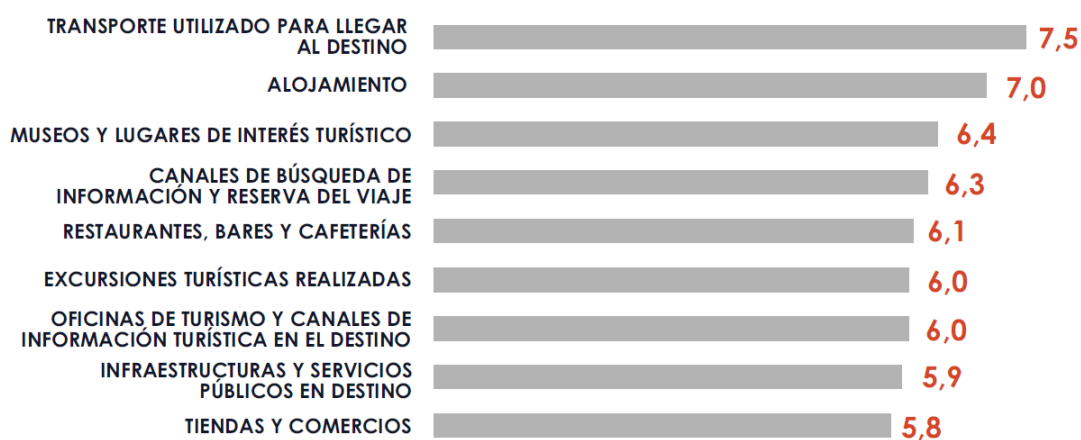 TRANSPORTE UTILIZADO PARA LLEGAR
AL DESTINO
7,5
ALOJAMIENTO
7,0
MUSEOS Y LUGARES DE INTERÉS TURÍSTICO
6,4
CANALES DE BÚSQUEDA DE
INFORMACIÓN Y RESERVA DEL VIAJE
6,3
RESTAURANTES, BARES Y CAFETERÍAS
6,1
EXCURSIONES TURÍSTICAS REALIZADAS
6,0
OFICINAS DE TURISMO Y CANALES DE
INFORMACIÓN TURÍSTICA EN EL DESTINO
6,0
INFRAESTRUCTURAS Y SERVICIOS
PÚBLICOS EN DESTINO
5,9
TIENDAS Y COMERCIOS
5,8